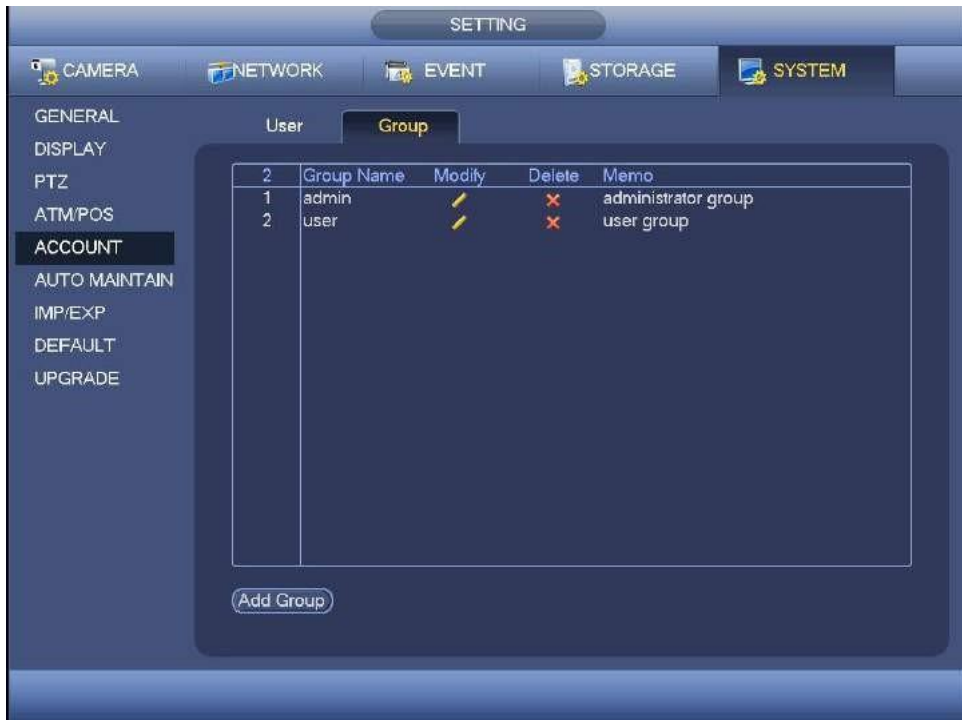 SETTING
CAMERA NETWORK EVENT STORAGE SYSTEM
GENERAL
DISPLAY
PTZ
ATM/POS
ACCOUNT
AUTO MAINTAIN
IMP/EXP
DEFAULT
UPGRADE
User Group
2 Group Name Modify Delete Memo
1 admin administrator group
2 user user group
Add Group